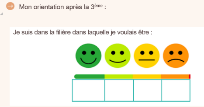 Mon orientation après la 3ème :
Je suis dans la filière dans laquelle je voulais être :